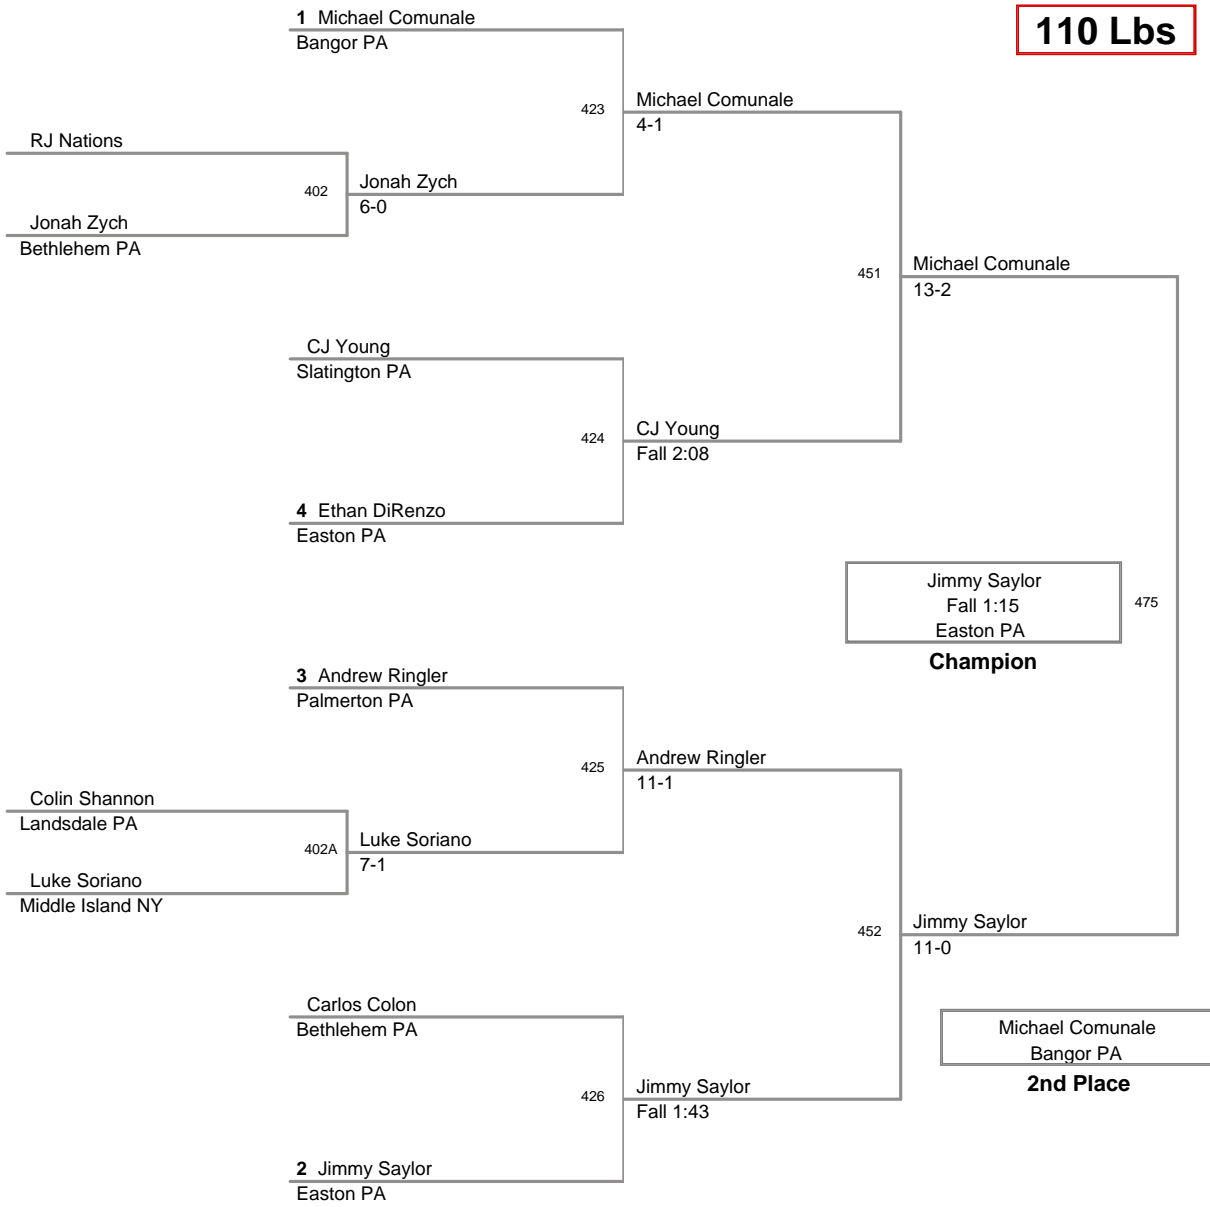 1 Michael Comunale
Bangor PA
110 Lbs
423
Michael Comunale
4-1
RJ Nations
402
Jonah Zych
6-0
Jonah Zych
Bethlehem PA
451
Michael Comunale
13-2
CJ Young
Slatington PA
424
CJ Young
Fall 2:08
4 Ethan DiRenzo
Easton PA
Jimmy Saylor
Fall 1:15
Easton PA
475
Champion
3 Andrew Ringler
Palmerton PA
425
Andrew Ringler
11-1
Colin Shannon
Landsdale PA
402A
Luke Soriano
7-1
Luke Soriano
Middle Island NY
452
Jimmy Saylor
11-0
Carlos Colon
Bethlehem PA
Michael Comunale
Bangor PA
2nd Place
426
Jimmy Saylor
Fall 1:43
2 Jimmy Saylor
Easton PA